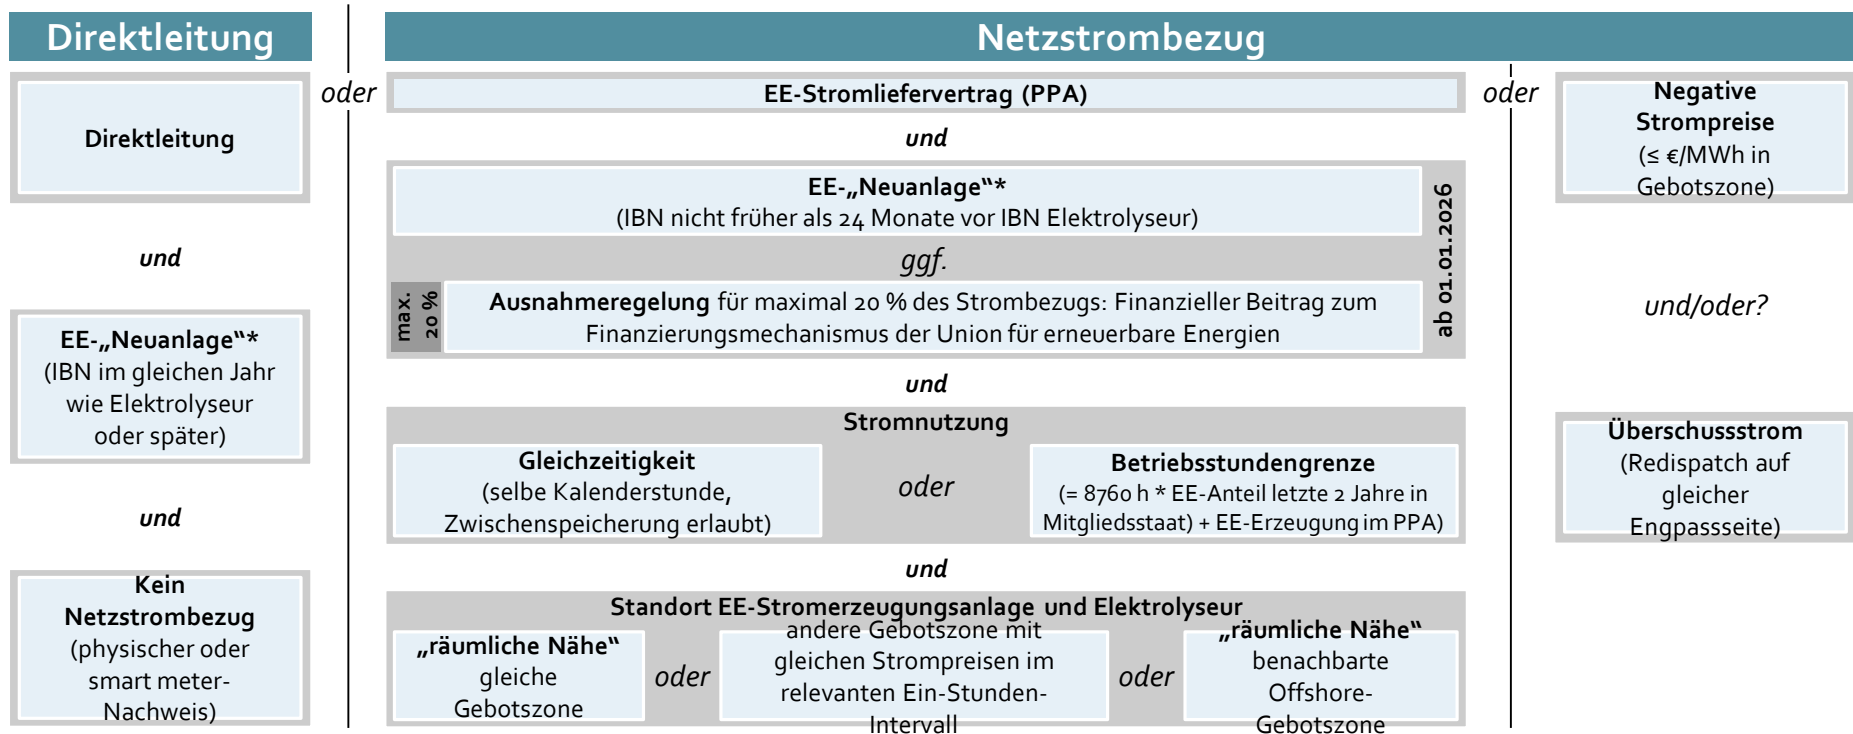 Direktleitung
Netzstrombezug
Direktleitung
und
EE-„Neuanlage“*
(IBN im gleichen Jahr
wie Elektrolyseur
oder später)
und
Kein
Netzstrombezug
(physischer oder
smart meter-
Nachweis)
oder
EE-Stromliefervertrag (PPA)
und
EE-„Neuanlage“*
(IBN nicht früher als 24 Monate vor IBN Elektrolyseur)
ggf.
max.
20 %
Ausnahmeregelung für maximal 20 % des Strombezugs: Finanzieller Beitrag zum
Finanzierungsmechanismus der Union für erneuerbare Energien
ab 01.01.2026
und
Stromnutzung
Gleichzeitigkeit
(selbe Kalenderstunde,
Zwischenspeicherung erlaubt)
oder
Betriebsstundengrenze
(= 8760 h * EE-Anteil letzte 2 Jahre in
Mitgliedsstaat) + EE-Erzeugung im PPA)
und
Standort EE-Stromerzeugungsanlage und Elektrolyseur
„räumliche Nähe“
gleiche
Gebotszone
oder
andere Gebotszone mit
gleichen Strompreisen im
relevanten Ein-Stunden-
Intervall
oder
„räumliche Nähe“
benachbarte
Offshore-
Gebotszone
oder
Negative
Strompreise
(≤ €/MWh in
Gebotszone)
und/oder?
Überschussstrom
(Redispatch auf
gleicher
Engpassseite)